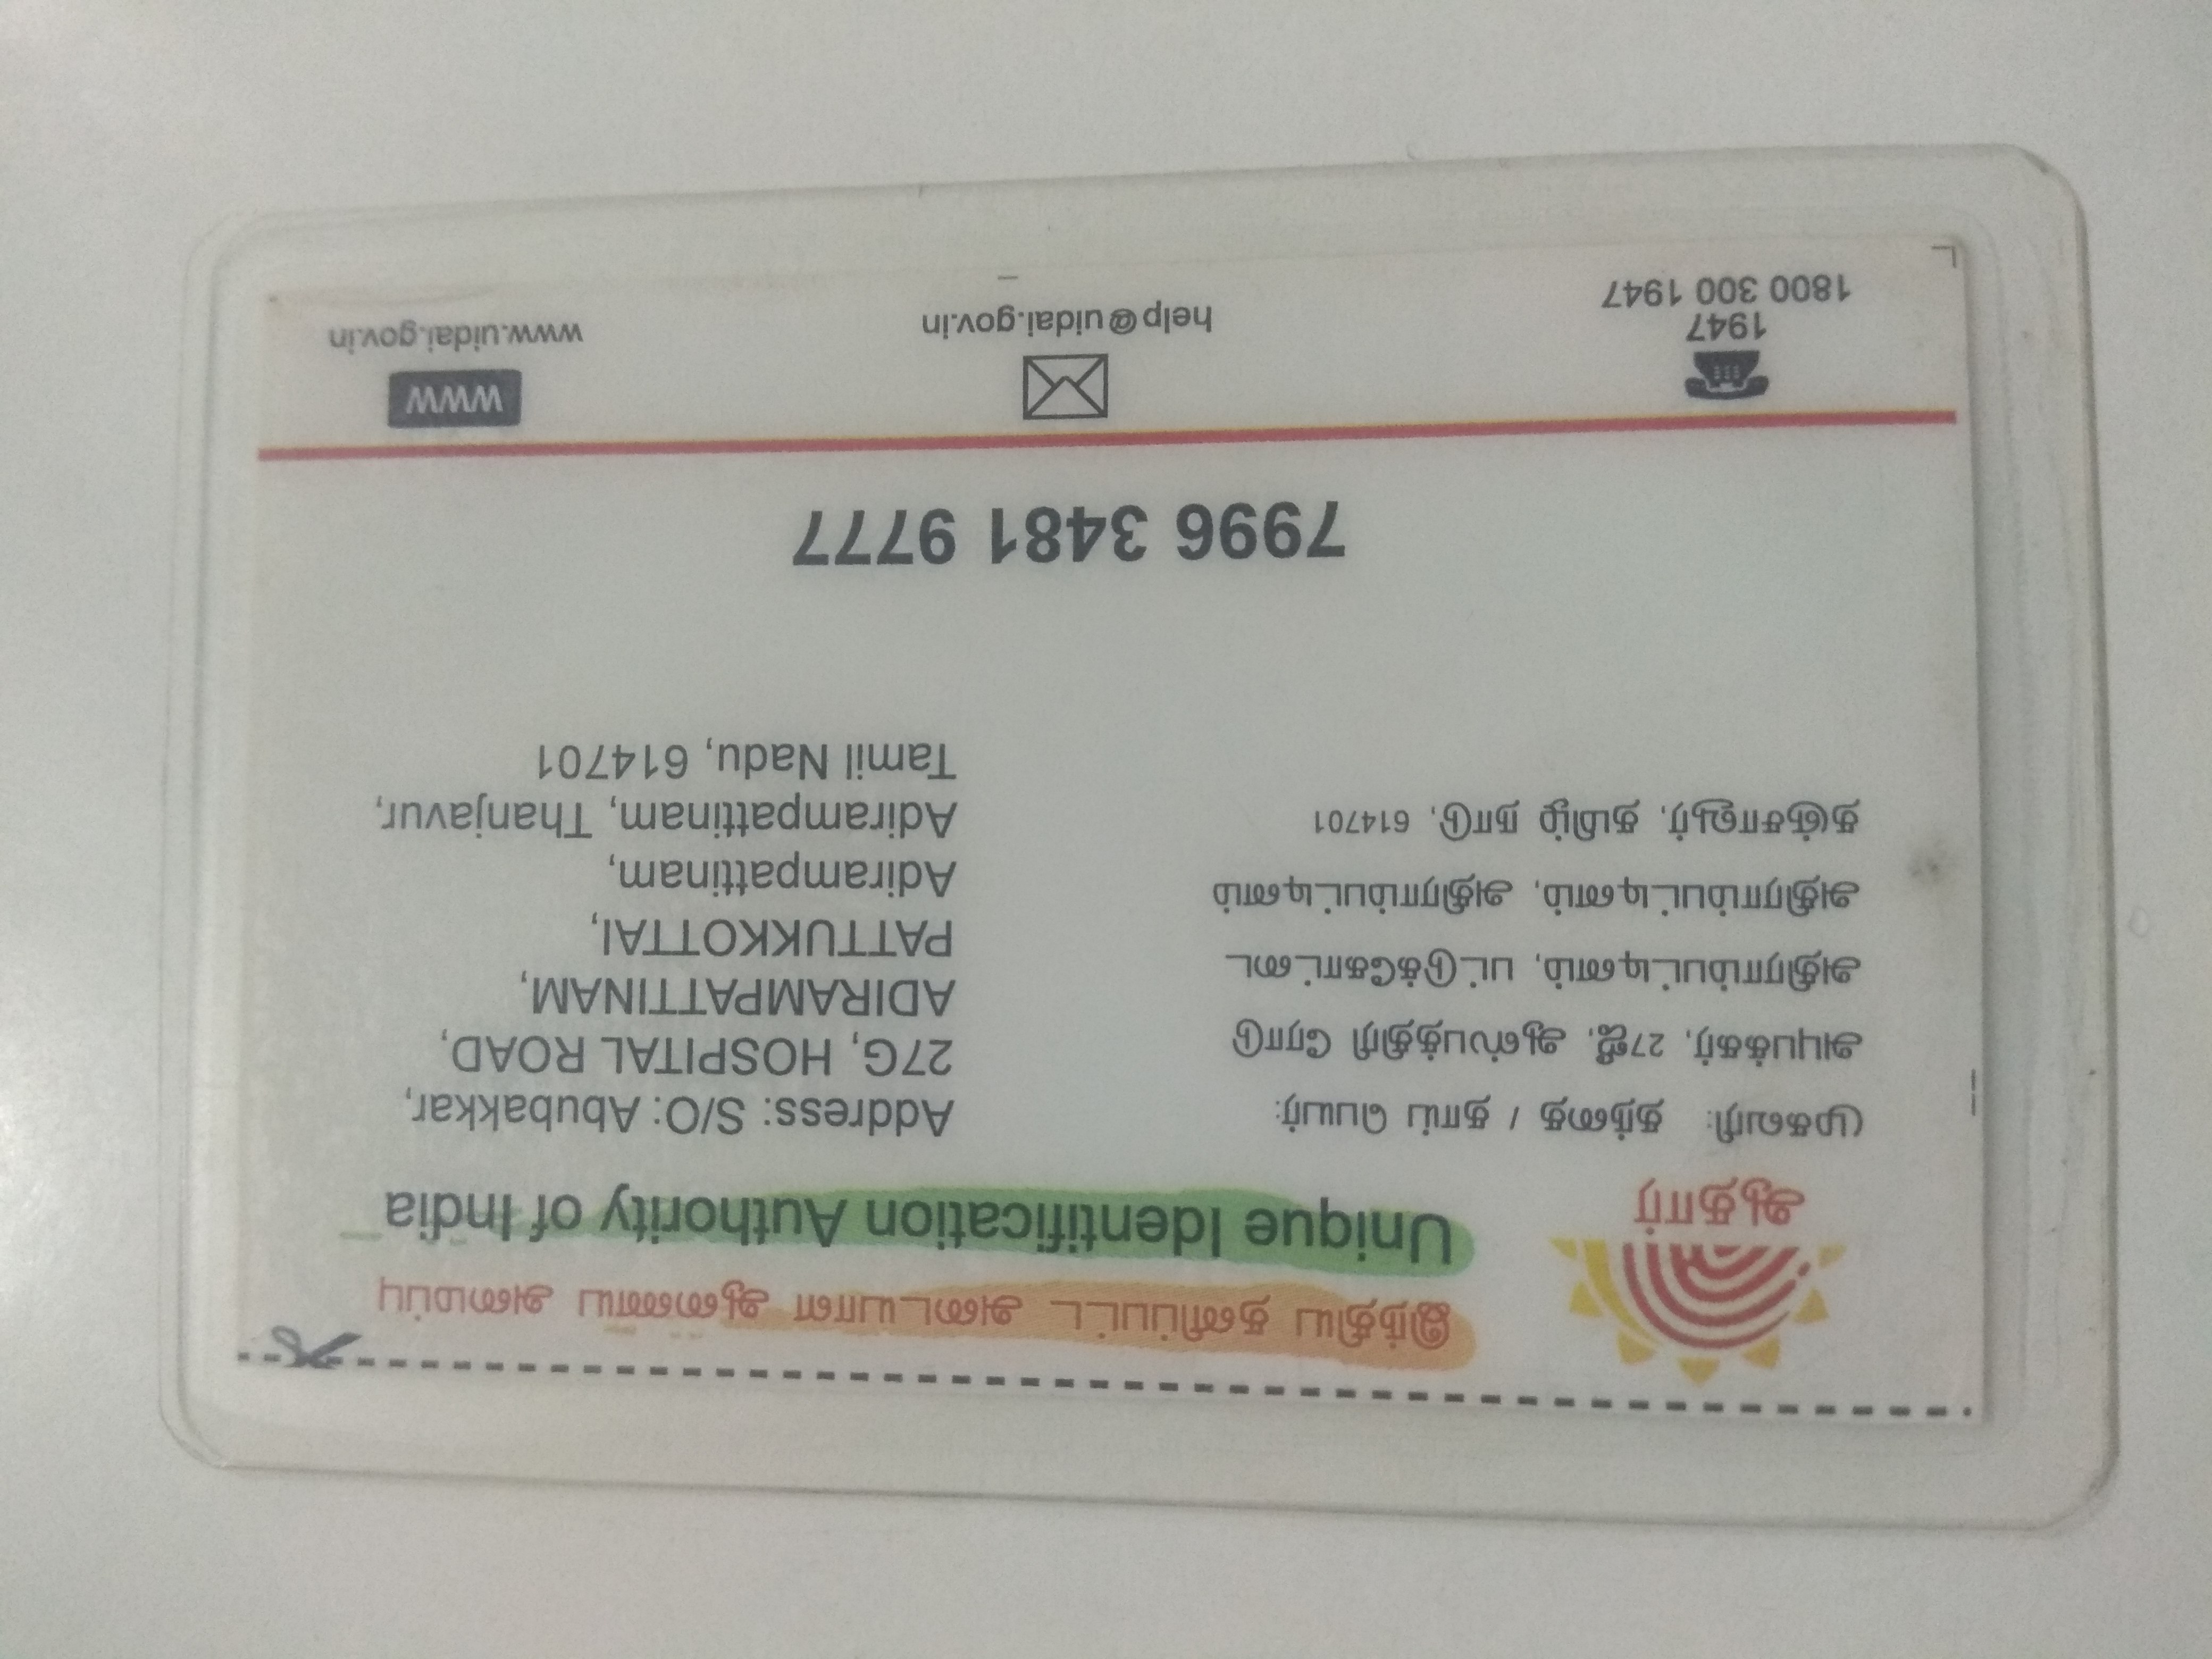 இந்திய தனிப்பட்ட அடையாள ஆணைய அமைப்பு
Unique Identification Authority of India
ஆதார்
முகவரி: தந்தை / தாய் பெயர்:
அபுபக்கர், 27ஜீ, ஆஸ்பத்திரி ரோடு
அதிராம்பட்டினம், பட்டுக்கோட்டை
அதிராம்பட்டினம், அதிராம்பட்டினம்
தஞ்சாவூர், தமிழ் நாடு, 614701
Address: S/O: Abubakkar,
27G, HOSPITAL ROAD,
ADIRAMPATTINAM,
PATTUKKOTTAI,
Adirampattinam,
Adirampattinam, Thanjavur,
Tamil Nadu, 614701
7996 3481 9777
1947
1800 300 1947
help@uidai.gov.in
WWW
www.uidai.gov.in